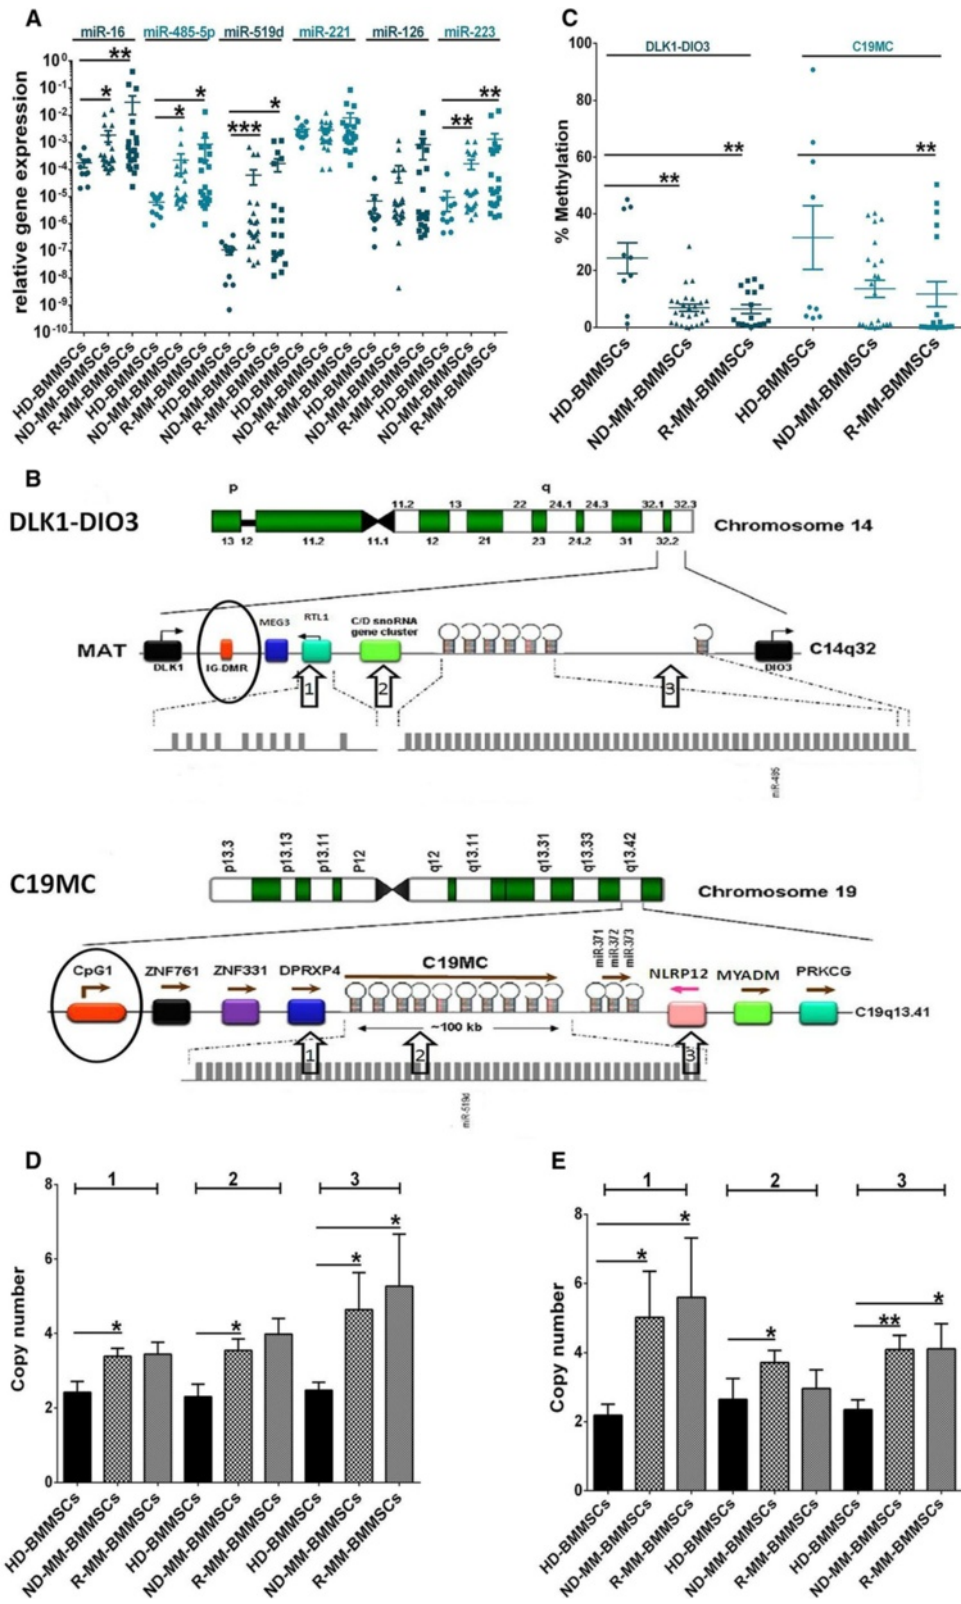 A
miR-16 miR-485-5p miR-519d miR-221 miR-126 miR-223
relative gene expression
10^0
10^-1
10^-2
10^-3
10^-4
10^-5
10^-6
10^-7
10^-8
10^-9
10^-10
** * * * *** * ** **
HD-BMMSCs
ND-MM-BMMSCs
R-MM-BMMSCs
HD-BMMSCs
ND-MM-BMMSCs
R-MM-BMMSCs
HD-BMMSCs
ND-MM-BMMSCs
R-MM-BMMSCs
HD-BMMSCs
ND-MM-BMMSCs
R-MM-BMMSCs
HD-BMMSCs
ND-MM-BMMSCs
R-MM-BMMSCs
HD-BMMSCs
ND-MM-BMMSCs
R-MM-BMMSCs
C
DLK1-DIO3 C19MC
% Methylation
100
80
60
40
20
0
** ** **
HD-BMMSCs
ND-MM-BMMSCs
R-MM-BMMSCs
HD-BMMSCs
ND-MM-BMMSCs
R-MM-BMMSCs
B
p q
DLK1-DIO3
11.2 13 22 24.1 24.3 32.1 32.3
Chromosome 14
13 12 11.2 11.1 12 21 23 24.2 31 32.2
MEG3 RTL1 C/D snoRNA
gene cluster
MAT C14q32
DLK1 IG-DMR DIO3
1 2 3
miR-485
p13.3 p13.13 p13.11 P12 q12 q13.11 q13.31 q13.33 q13.42
C19MC
Chromosome 19
miR-371 miR-372 miR-373
CpG1 ZNF761 ZNF331 DPRXP4 C19MC NLRP12 MYADM PRKCG
C19q13.41
~100 kb
1 2 3
miR-519d
D
1 2 3
Copy number
8
6
4
2
0
* * * *
HD-BMMSCs
ND-MM-BMMSCs
R-MM-BMMSCs
HD-BMMSCs
ND-MM-BMMSCs
R-MM-BMMSCs
HD-BMMSCs
ND-MM-BMMSCs
R-MM-BMMSCs
E
1 2 3
Copy number
8
6
4
2
0
* * * ** *
HD-BMMSCs
ND-MM-BMMSCs
R-MM-BMMSCs
HD-BMMSCs
ND-MM-BMMSCs
R-MM-BMMSCs
HD-BMMSCs
ND-MM-BMMSCs
R-MM-BMMSCs